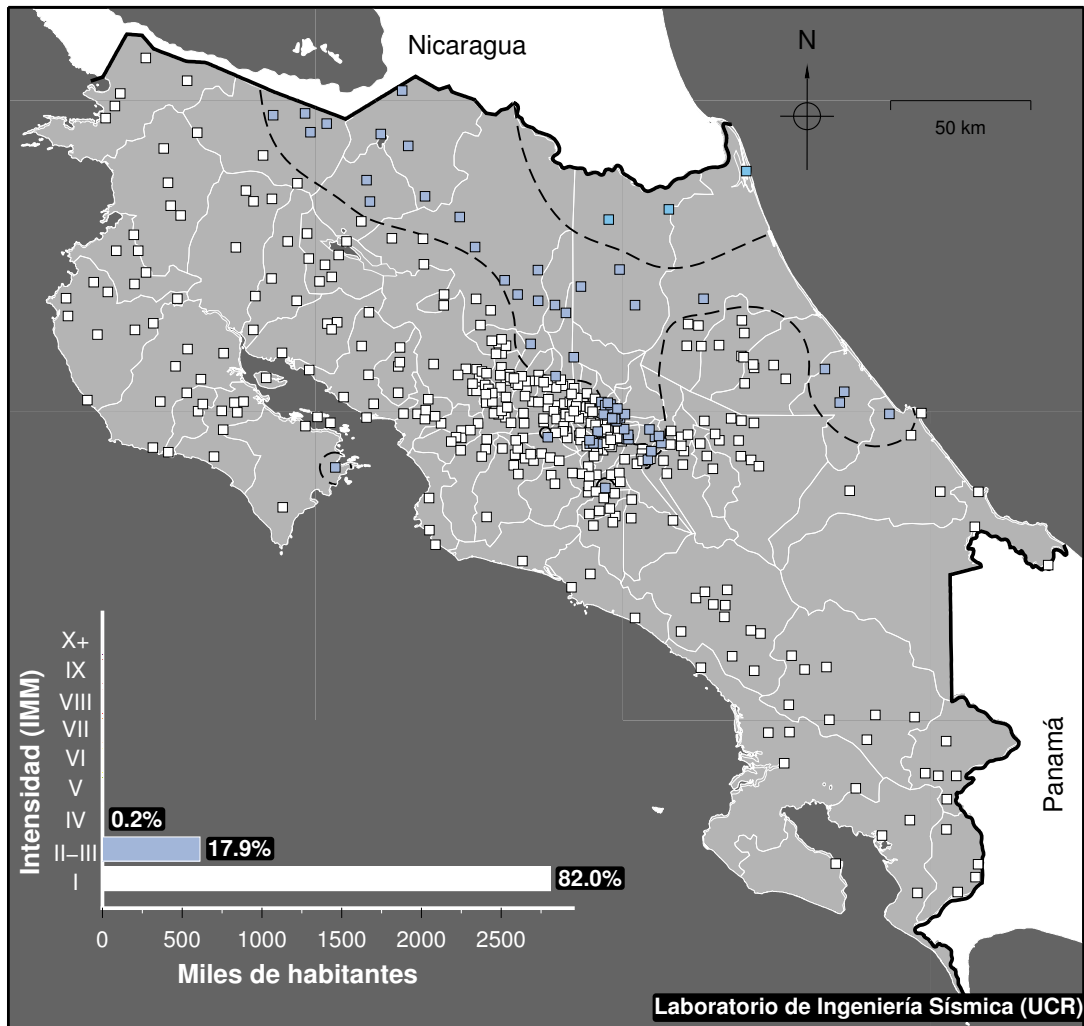 Nicaragua
N
50 km
Panamá
Intensidad (IMM)
X+
IX
VIII
VII
VI
V
IV
II–III
I
0.2%
17.9%
82.0%
0 500 1000 1500 2000 2500
Miles de habitantes
Laboratorio de Ingeniería Sísmica (UCR)